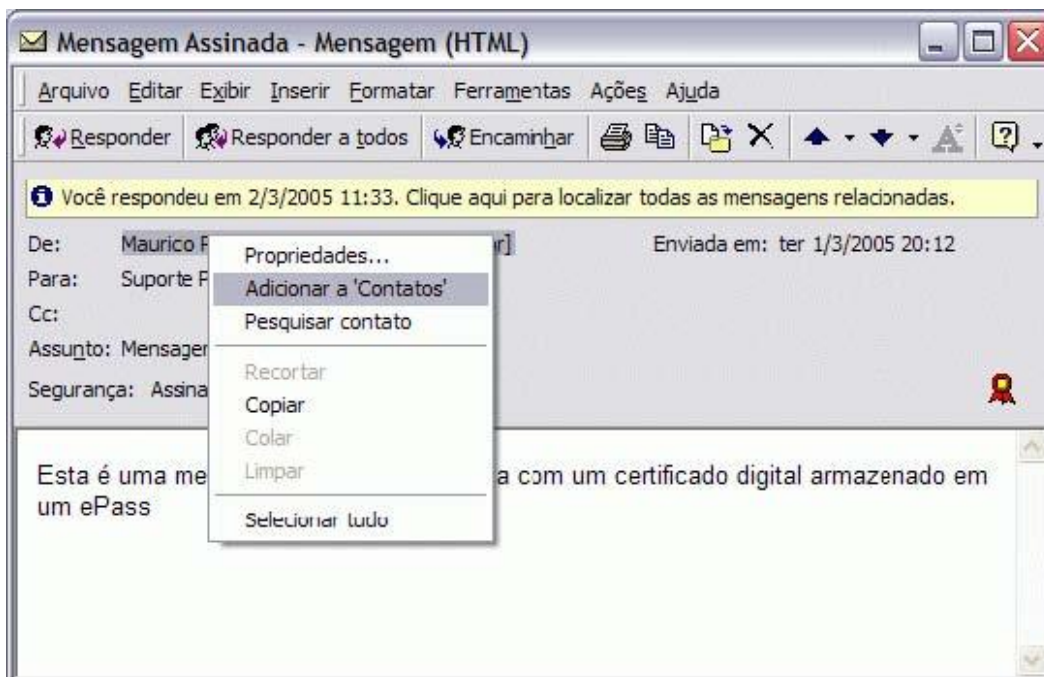 Mensagem Assinada - Mensagem (HTML)
Arquivo Editar Exibir Inserir Formatar Ferramentas Ações Ajuda
Responder Responder a todos Encaminhar
Você respondeu em 2/3/2005 11:33. Clique aqui para localizar todas as mensagens relacionadas.
De: Maurico Enviada em: ter 1/3/2005 20:12
Para: Suporte
Cc:
Assunto:
Segurança:
Propriedades...
Adicionar a 'Contatos'
Pesquisar contato
Recortar
Copiar
Colar
Limpar
Selecionar tudo
Esta é uma com um certificado digital armazenado em
um ePass